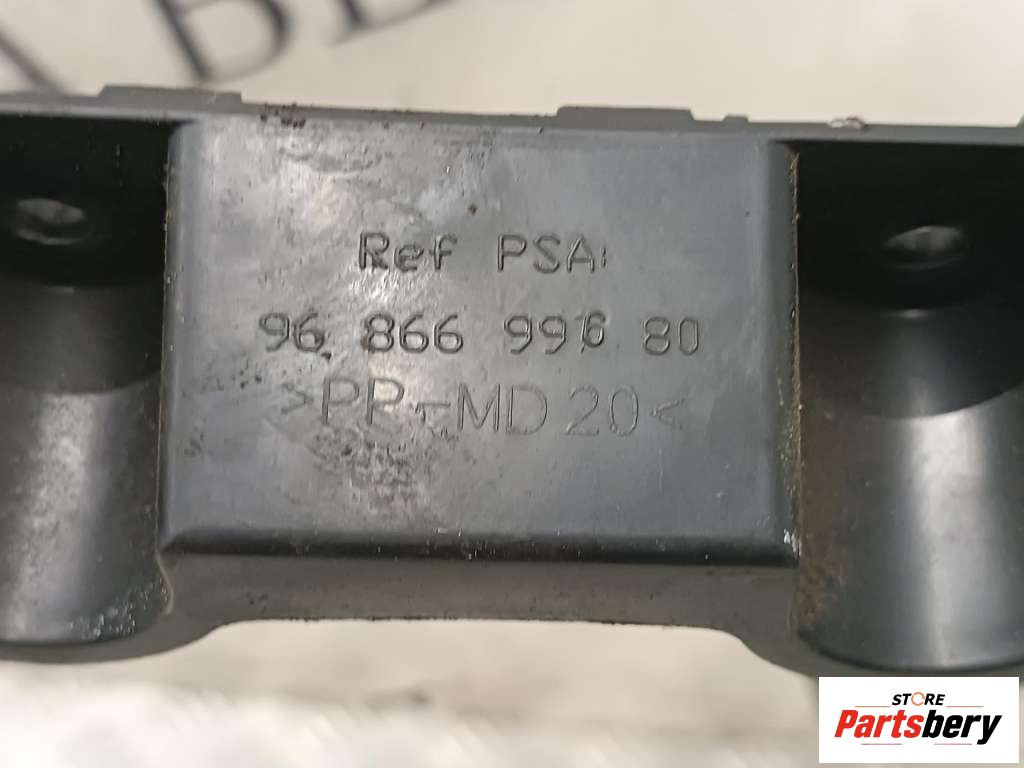 Ref PSA:
96 866 996 80
>PP-MD20<
STORE
Partsbery